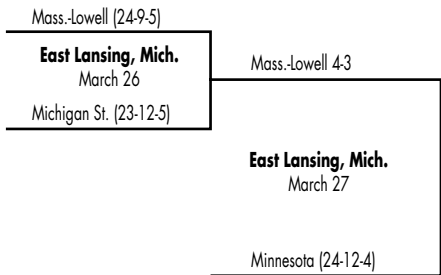 Mass.-Lowell (24-9-5)
East Lansing, Mich.
March 26
Michigan St. (23-12-5)
Mass.-Lowell 4-3
East Lansing, Mich.
March 27
Minnesota (24-12-4)